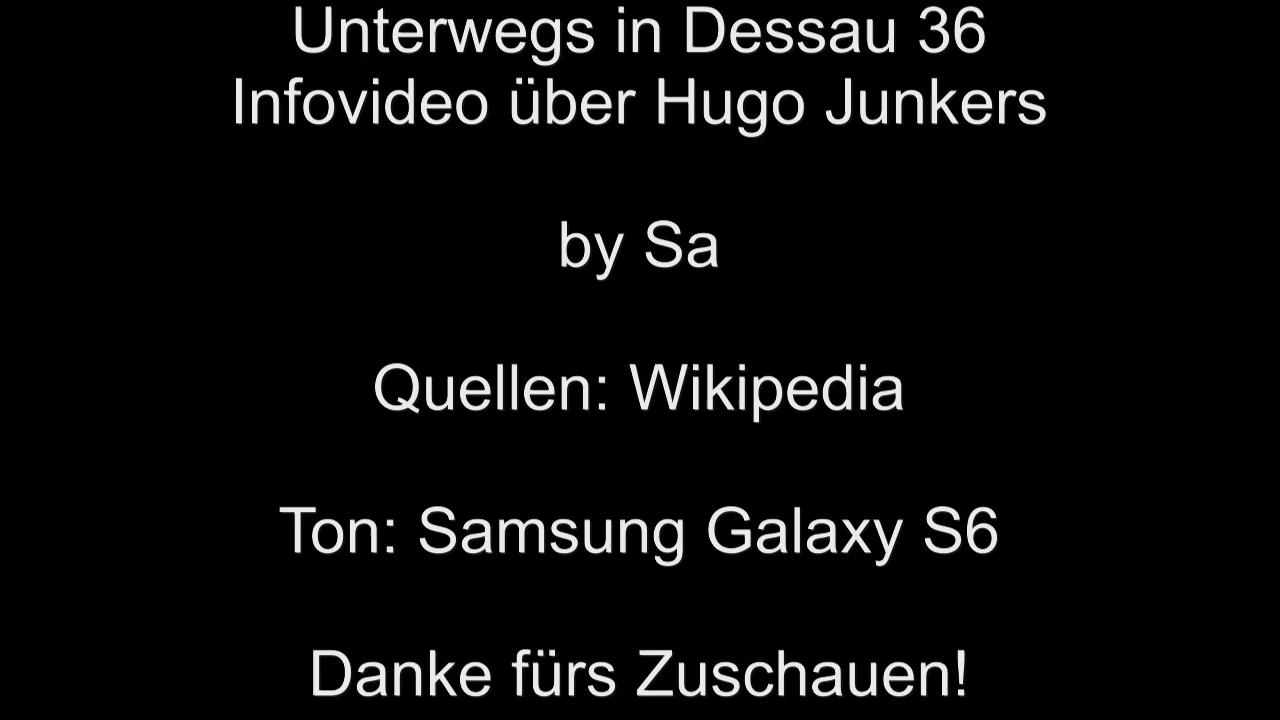 Unterwegs in Dessau 36
Infovideo über Hugo Junkers
by Sa
Quellen: Wikipedia
Ton: Samsung Galaxy S6
Danke fürs Zuschauen!